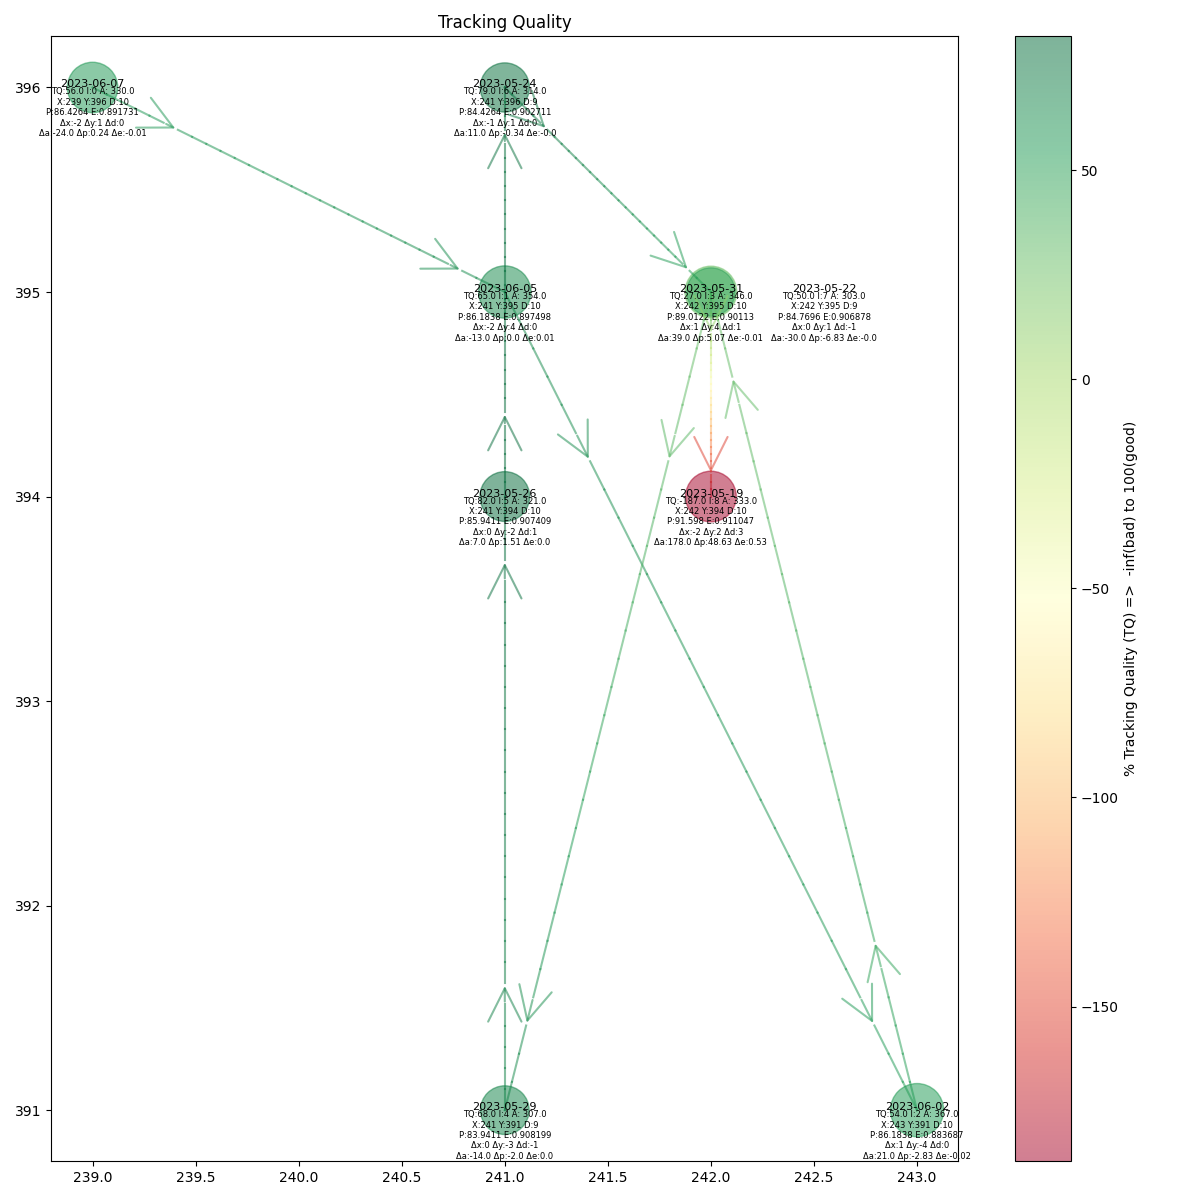 Tracking Quality
396
395
394
393
392
391
239.0
239.5
240.0
240.5
241.0
241.5
242.0
242.5
243.0
2023-06-07
TQ:56.0 I:0 A: 330.0
X:239 Y:396 D:10
P:86.4264 E:0.891731
Δx:-2 Δy:1 Δd:0
Δa:-24.0 Δp:0.24 Δe:-0.01
2023-05-24
TQ:79.0 I:6 A: 314.0
X:241 Y:396 D:9
P:84.4264 E:0.902711
Δx:-1 Δy:1 Δd:0
Δa:11.0 Δp:-0.34 Δe:-0.0
2023-06-05
TQ:65.0 I:1 A: 354.0
X:241 Y:395 D:10
P:86.1838 E:0.897498
Δx:-2 Δy:4 Δd:0
Δa:-13.0 Δp:0.0 Δe:0.01
2023-05-31
TQ:27.0 I:3 A: 346.0
X:242 Y:395 D:10
P:89.0122 E:0.90113
Δx:1 Δy:4 Δd:1
Δa:39.0 Δp:5.07 Δe:-0.01
2023-05-22
TQ:50.0 I:7 A: 303.0
X:242 Y:395 D:9
P:84.7696 E:0.906878
Δx:0 Δy:1 Δd:-1
Δa:-30.0 Δp:-6.83 Δe:-0.0
2023-05-26
TQ:82.0 I:5 A: 321.0
X:241 Y:394 D:10
P:85.9411 E:0.907409
Δx:0 Δy:-2 Δd:1
Δa:7.0 Δp:1.51 Δe:0.0
2023-05-19
TQ:-187.0 I:8 A: 333.0
X:242 Y:394 D:10
P:91.598 E:0.911047
Δx:-2 Δy:2 Δd:3
Δa:178.0 Δp:48.63 Δe:0.53
2023-05-29
TQ:68.0 I:4 A: 307.0
X:241 Y:391 D:9
P:83.9411 E:0.908199
Δx:0 Δy:-3 Δd:-1
Δa:-14.0 Δp:-2.0 Δe:0.0
2023-06-02
TQ:54.0 I:2 A: 367.0
X:243 Y:391 D:10
P:86.1838 E:0.883687
Δx:1 Δy:-4 Δd:0
Δa:21.0 Δp:-2.83 Δe:-0.02
50
0
−50
−100
−150
% Tracking Quality (TQ) => -inf(bad) to 100(good)